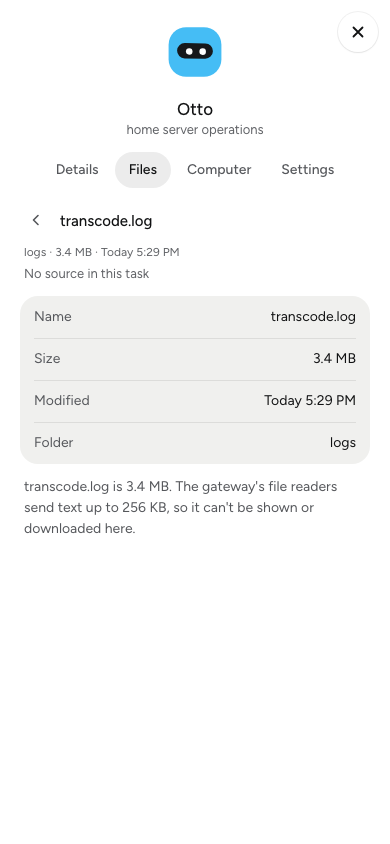 Otto
home server operations
Details Files Computer Settings
transcode.log
logs · 3.4 MB · Today 5:29 PM
No source in this task
Name transcode.log
Size 3.4 MB
Modified Today 5:29 PM
Folder logs
transcode.log is 3.4 MB. The gateway's file readers
send text up to 256 KB, so it can't be shown or
downloaded here.